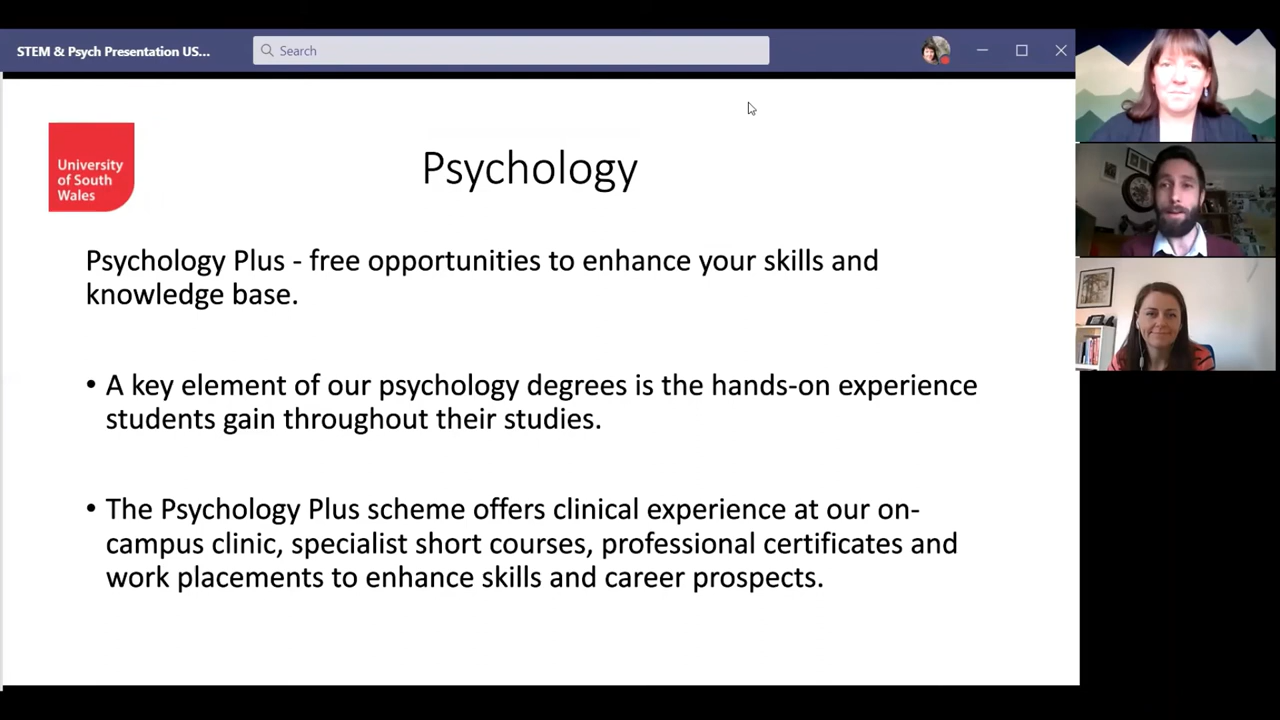 STEM & Psych Presentation US...
Search
University
of South
Wales
Psychology
Psychology Plus - free opportunities to enhance your skills and
knowledge base.
• A key element of our psychology degrees is the hands-on experience
students gain throughout their studies.
• The Psychology Plus scheme offers clinical experience at our on-
campus clinic, specialist short courses, professional certificates and
work placements to enhance skills and career prospects.